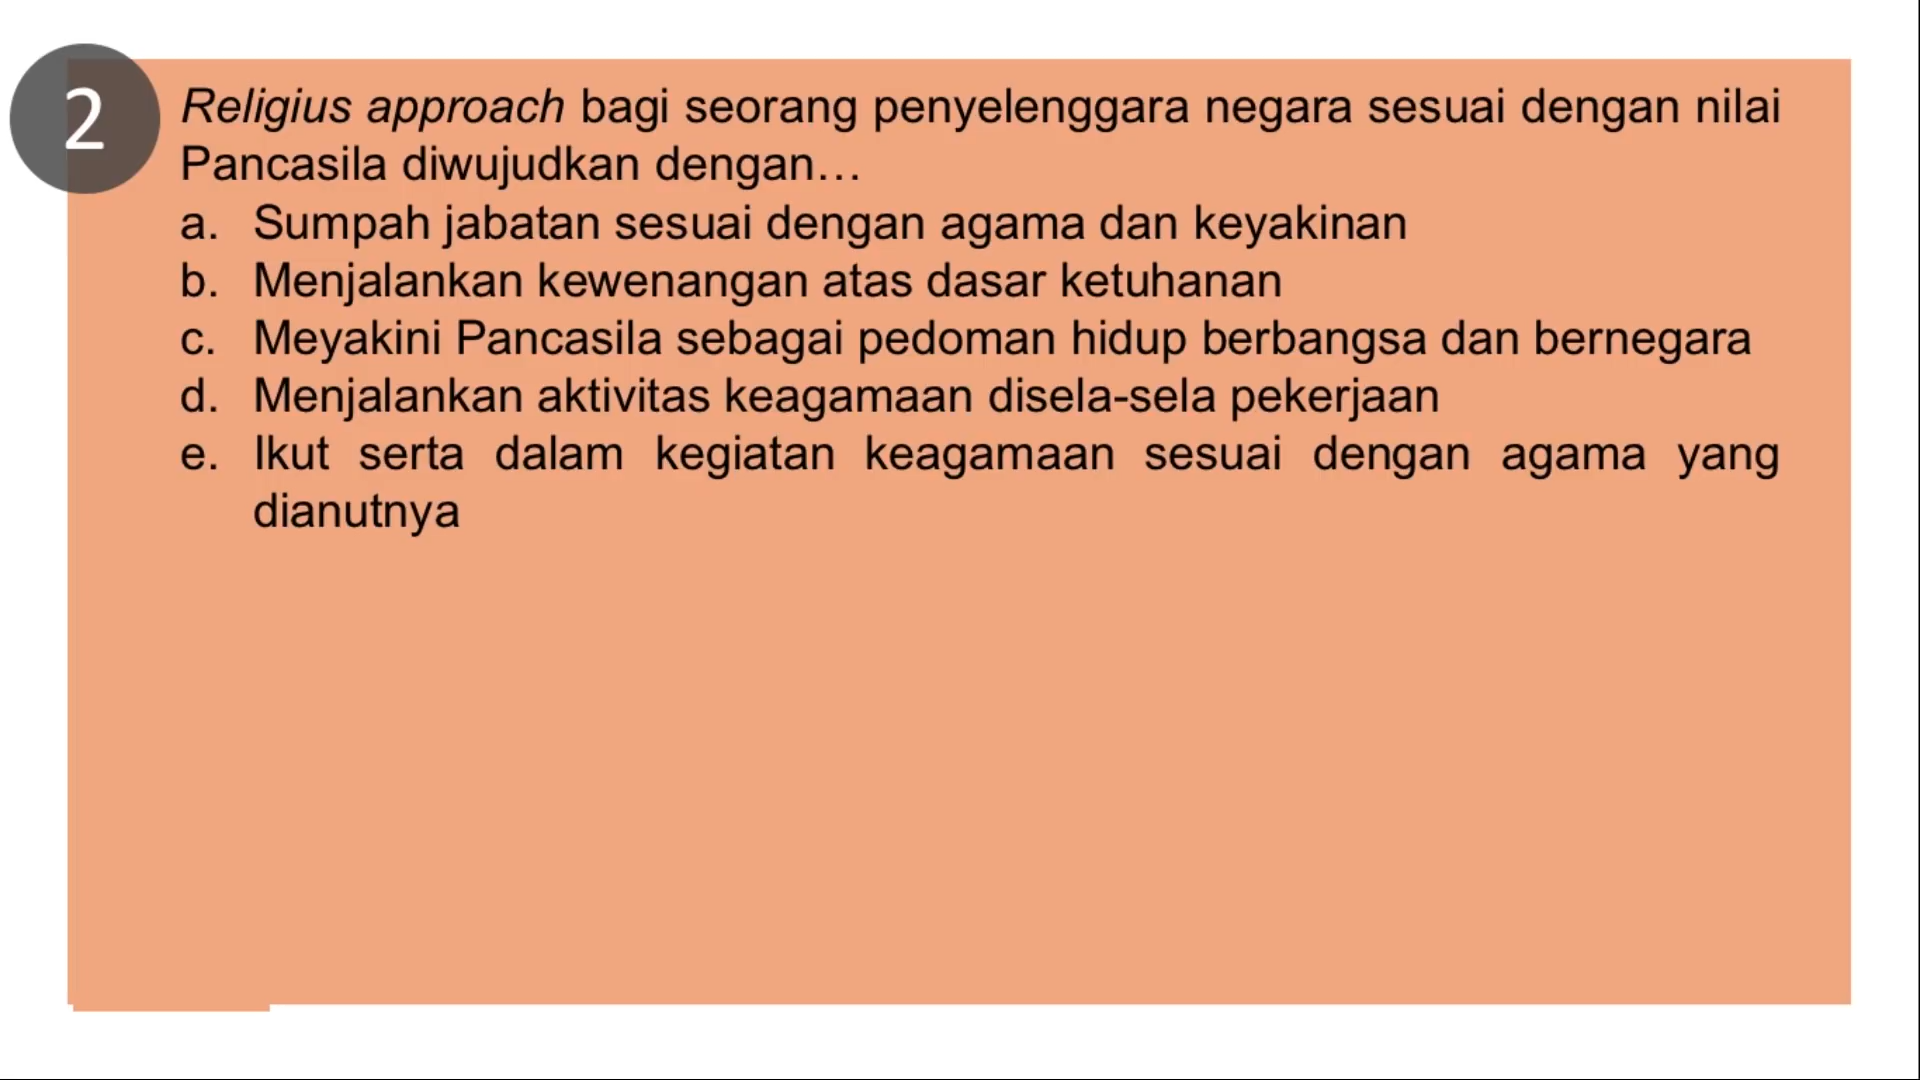 2
Religius approach bagi seorang penyelenggara negara sesuai dengan nilai
Pancasila diwujudkan dengan…
a. Sumpah jabatan sesuai dengan agama dan keyakinan
b. Menjalankan kewenangan atas dasar ketuhanan
c. Meyakini Pancasila sebagai pedoman hidup berbangsa dan bernegara
d. Menjalankan aktivitas keagamaan disela-sela pekerjaan
e. Ikut serta dalam kegiatan keagamaan sesuai dengan agama yang
dianutnya